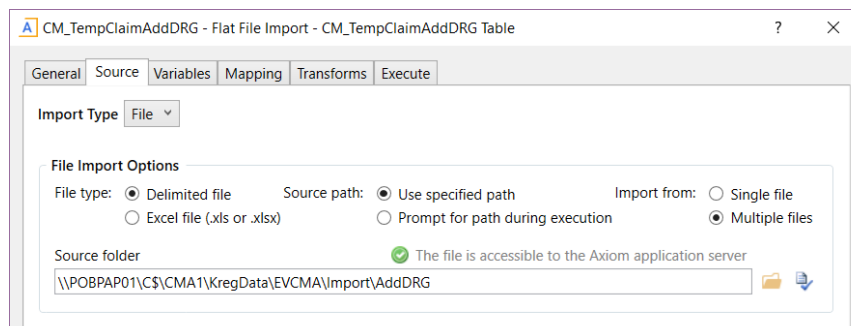 A CM_TempClaimAddDRG - Flat File Import - CM_TempClaimAddDRG Table ? ×
General Source Variables Mapping Transforms Execute
Import Type File
File Import Options
File type: Delimited file Source path: Use specified path Import from: Single file
Excel file (.xls or .xlsx) Prompt for path during execution Multiple files
Source folder The file is accessible to the Axiom application server
\\POBPAP01\C$\CMA1\KregData\EVCMA\Import\AddDRG